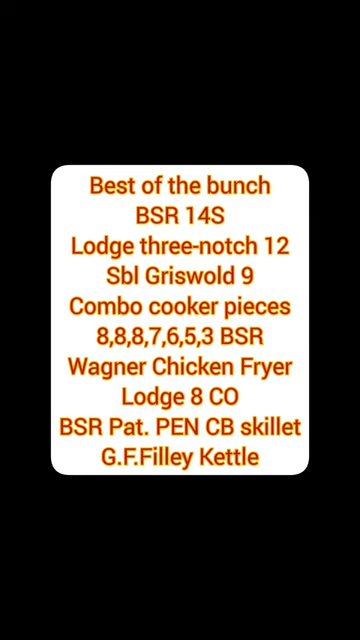 Best of the bunch
BSR 14S
Lodge three-notch 12
Sbl Griswold 9
Combo cooker pieces
8,8,8,7,6,5,3 BSR
Wagner Chicken Fryer
Lodge 8 CO
BSR Pat. PEN CB skillet
G.F.Filley Kettle